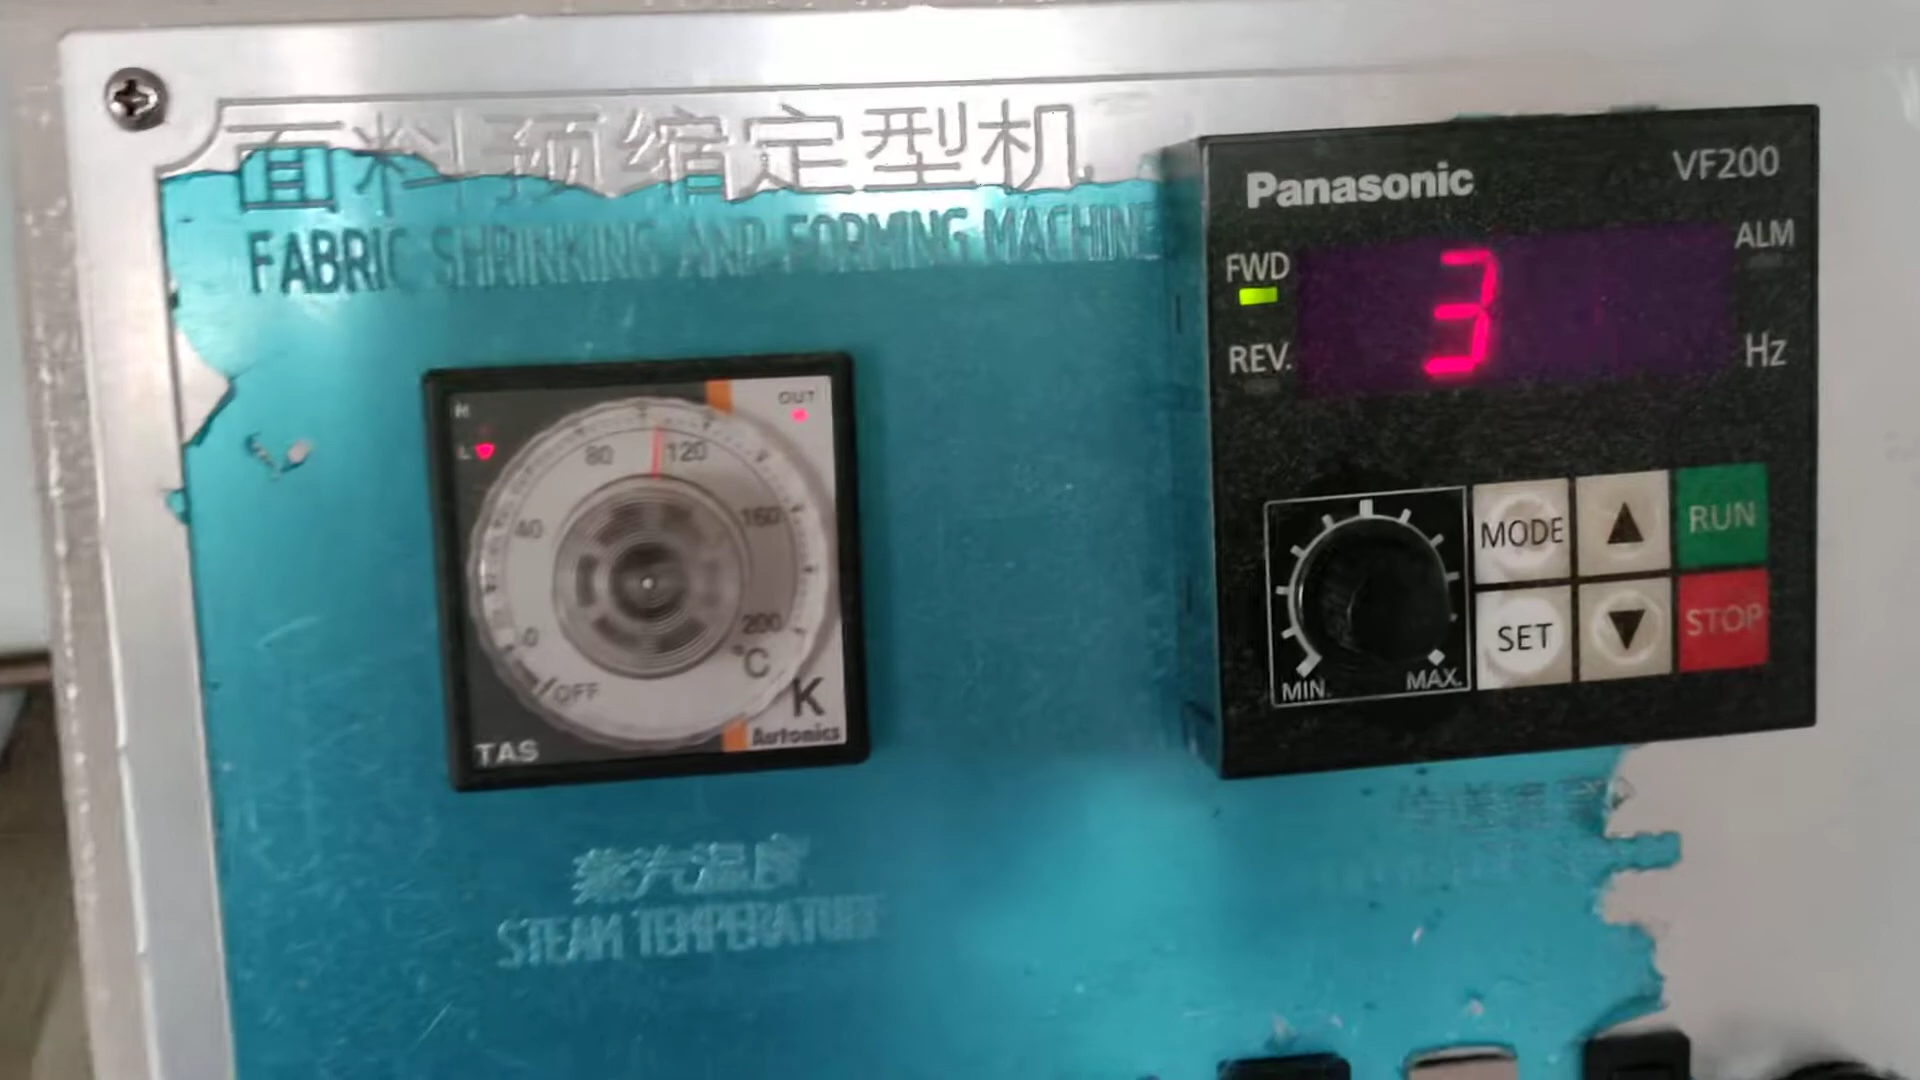 面料预缩定型机
FABRIC SHRINKING AND FORMING MACHINE
H
OUT
L
0
40
80
120
160
200
°C
OFF
K
TAS
Autonics
蒸汽温度
STEAM TEMPERATURE
Panasonic
VF200
FWD
ALM
3
REV.
Hz
MODE
▲
RUN
SET
▼
STOP
MIN.
MAX.